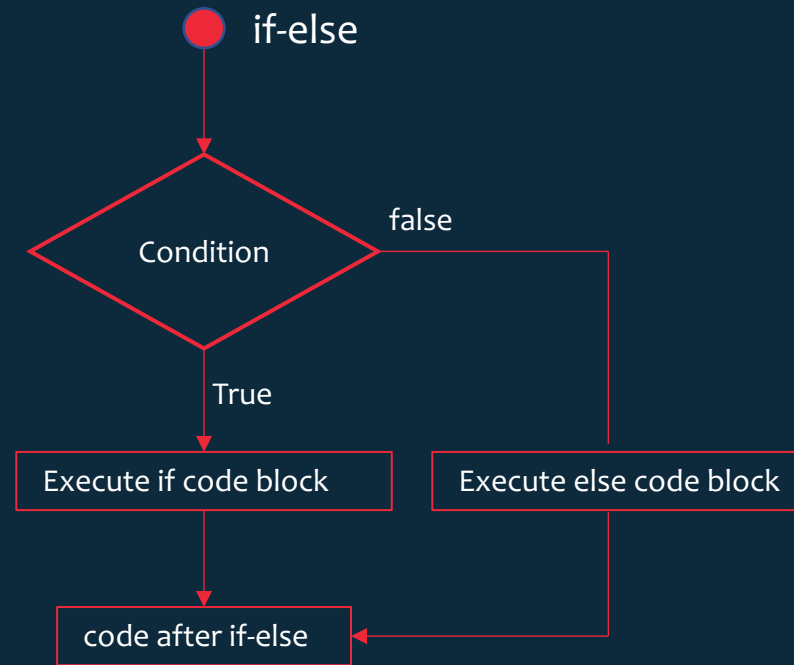 if-else
Condition
false
True
Execute if code block
Execute else code block
code after if-else